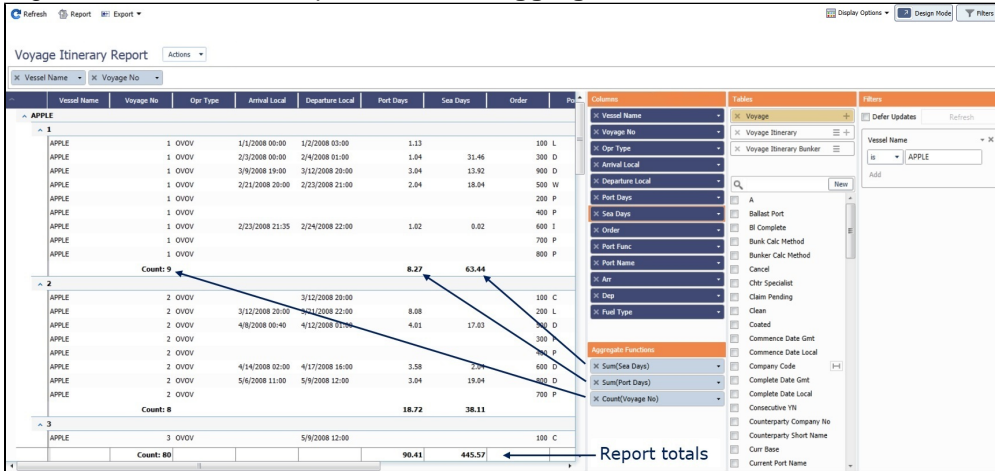 Refresh Report Export Display Options Design Mode Filters
Voyage Itinerary Report Actions
Vessel Name Voyage No
Vessel Name Voyage No Opr Type Arrival Local Departure Local Port Days Sea Days Order
APPLE
1
APPLE 1 OVOV 1/1/2008 00:00 1/2/2008 03:00 1.13 100 L
APPLE 1 OVOV 2/3/2008 00:00 2/4/2008 01:00 1.04 31.46 300 D
APPLE 1 OVOV 3/9/2008 19:00 3/12/2008 20:00 3.04 13.92 900 D
APPLE 1 OVOV 2/21/2008 20:00 2/23/2008 21:00 2.04 18.04 500 W
APPLE 1 OVOV 200 P
APPLE 1 OVOV 400 P
APPLE 1 OVOV 2/23/2008 21:35 2/24/2008 22:00 1.02 0.02 600 I
APPLE 1 OVOV 700 P
APPLE 1 OVOV 800 P
Count: 9 8.27 63.44
2
APPLE 2 OVOV 3/12/2008 20:00 100 C
APPLE 2 OVOV 3/12/2008 20:00 3/21/2008 22:00 8.08 200 L
APPLE 2 OVOV 4/8/2008 00:40 4/12/2008 01:00 4.01 17.03 D
APPLE 2 OVOV 300 P
APPLE 2 OVOV P
APPLE 2 OVOV 4/14/2008 02:00 4/17/2008 16:00 3.58 2.04 600 D
APPLE 2 OVOV 5/6/2008 11:00 5/9/2008 12:00 3.04 19.04 D
APPLE 2 OVOV 700 P
Count: 8 18.72 38.11
3
APPLE 3 OVOV 5/9/2008 12:00 100 C
Count: 80 90.41 445.57
Columns
Vessel Name
Voyage No
Opr Type
Arrival Local
Departure Local
Port Days
Sea Days
Order
Port Func
Port Name
Arr
Dep
Fuel Type
Aggregate Functions
Sum(Sea Days)
Sum(Port Days)
Count(Voyage No)
Report totals
Tables
Voyage
Voyage Itinerary
Voyage Itinerary Bunker
New
A
Ballast Port
Bl Complete
Bunk Calc Method
Bunker Calc Method
Cancel
Chtr Specialist
Claim Pending
Clean
Coated
Commence Date Gmt
Commence Date Local
Company Code
Complete Date Gmt
Complete Date Local
Consecutive YN
Counterparty Company No
Counterparty Short Name
Curr Base
Current Port Name
Filters
Defer Updates Refresh
Vessel Name
is APPLE
Add